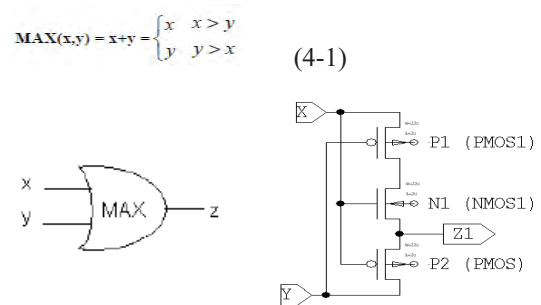 MAX(x,y) = x+y = { x x > y
y y > x
(4-1)
x
y
MAX
z
X
P1 (PMOS1)
N1 (NMOS1)
Z1
P2 (PMOS)
Y